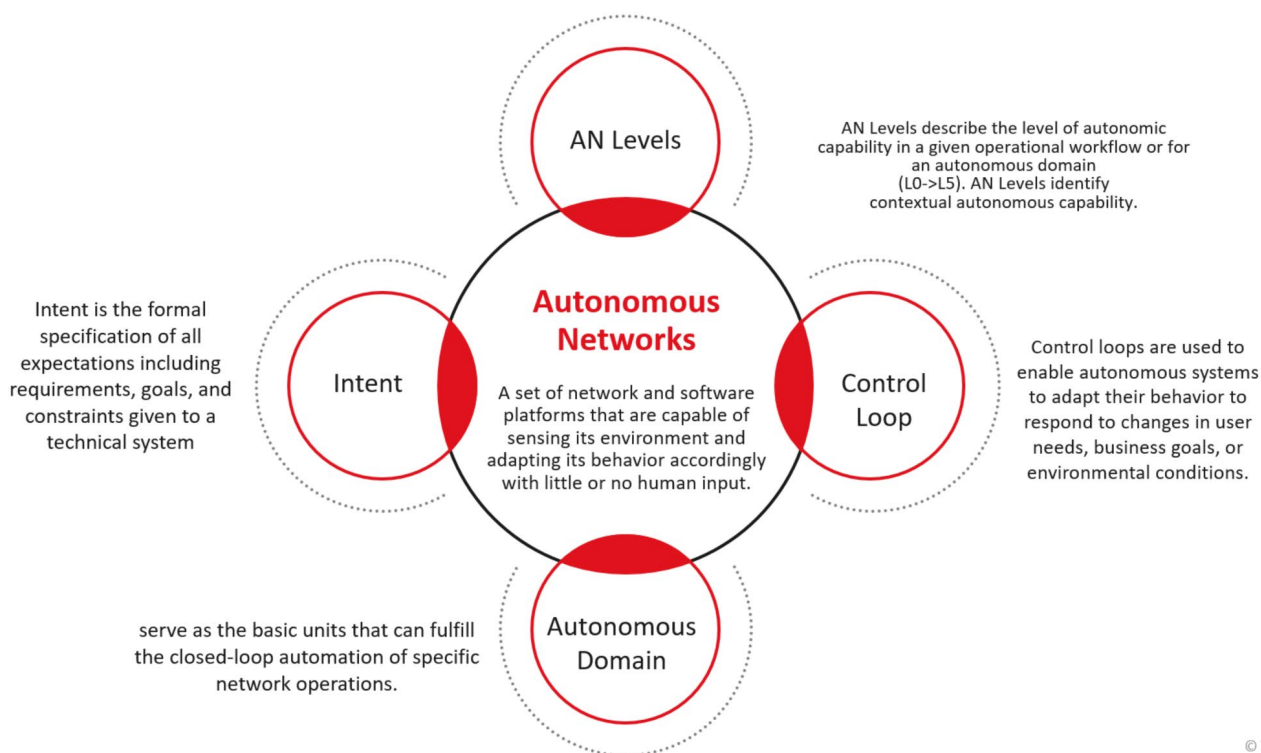 AN Levels
AN Levels describe the level of autonomic
capability in a given operational workflow or for
an autonomous domain
(L0->L5). AN Levels identify
contextual autonomous capability.
Intent is the formal
specification of all
expectations including
requirements, goals, and
constraints given to a
technical system
Intent
Autonomous
Networks
A set of network and software
platforms that are capable of
sensing its environment and
adapting its behavior accordingly
with little or no human input.
Control
Loop
Control loops are used to
enable autonomous systems
to adapt their behavior to
respond to changes in user
needs, business goals, or
environmental conditions.
serve as the basic units that can fulfill
the closed-loop automation of specific
network operations.
Autonomous
Domain
©